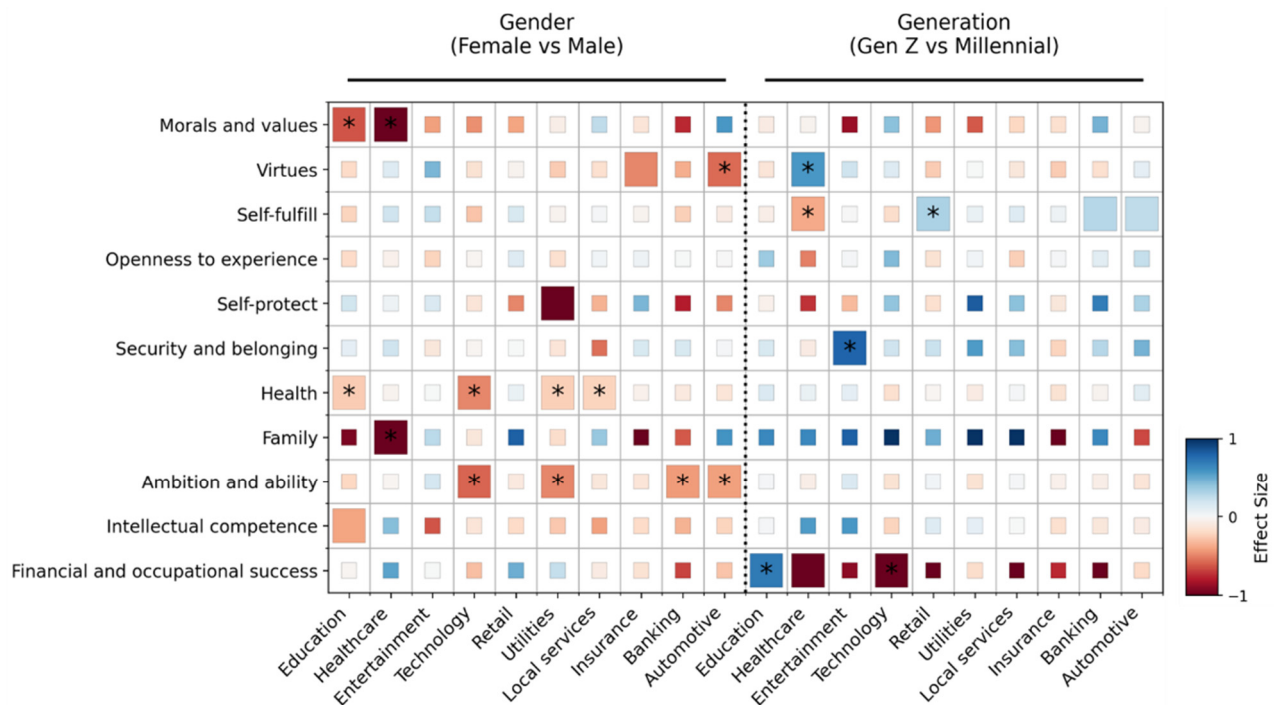 Gender
(Female vs Male)
Generation
(Gen Z vs Millennial)
Morals and values
Virtues
Self-fulfill
Openness to experience
Self-protect
Security and belonging
Health
Family
Ambition and ability
Intellectual competence
Financial and occupational success
* *
*
*
* *
*
* * * *
*
* * * *
* *
Education
Healthcare
Entertainment
Technology
Retail
Utilities
Local services
Insurance
Banking
Automotive
Education
Healthcare
Entertainment
Technology
Retail
Utilities
Local services
Insurance
Banking
Automotive
1
0
−1
Effect Size